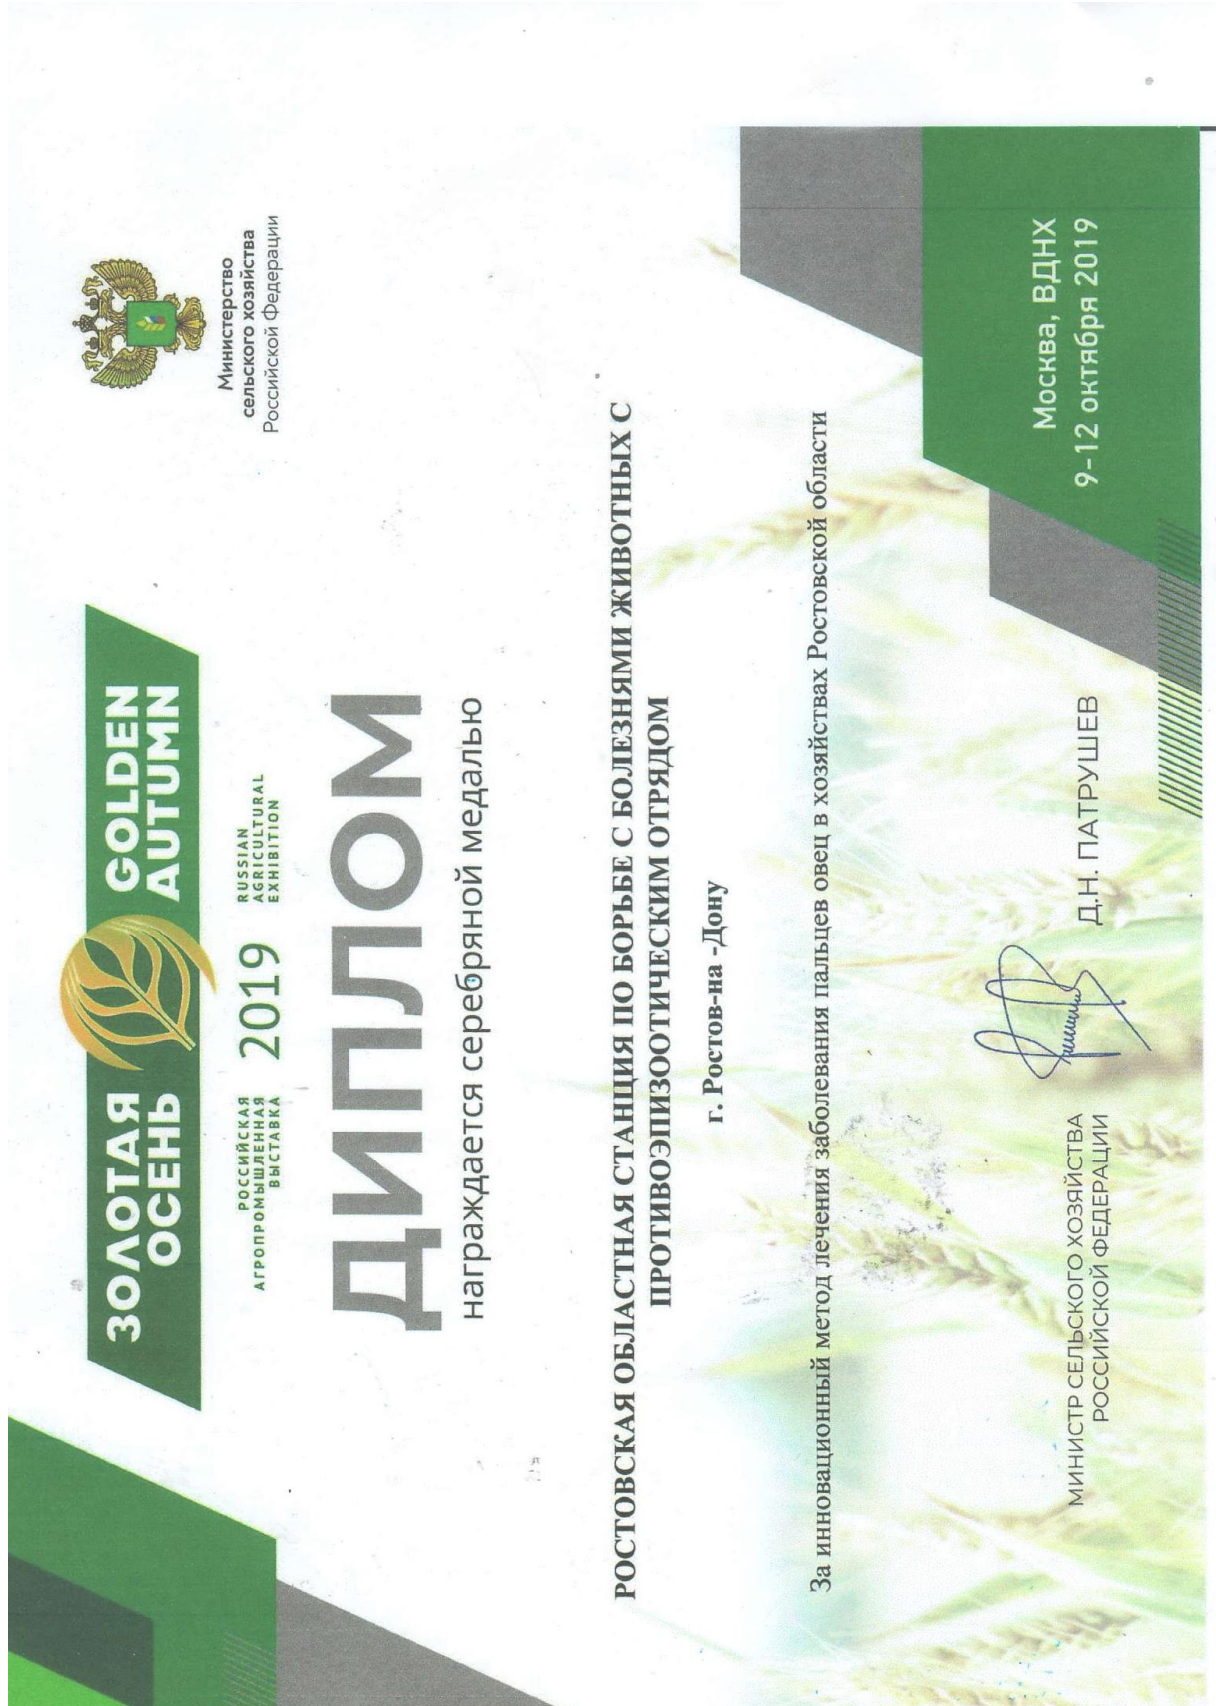 ЗОЛОТАЯ
ОСЕНЬ
GOLDEN
AUTUMN
РОССИЙСКАЯ
АГРОПРОМЫШЛЕННАЯ
ВЫСТАВКА
2019
RUSSIAN
AGRICULTURAL
EXHIBITION
Министерство
сельского хозяйства
Российской Федерации
ДИПЛОМ
награждается серебряной медалью
РОСТОВСКАЯ ОБЛАСТНАЯ СТАНЦИЯ ПО БОРЬБЕ С БОЛЕЗНЯМИ ЖИВОТНЫХ С
ПРОТИВОЭПИЗООТИЧЕСКИМ ОТРЯДОМ
г. Ростов-на -Дону
За инновационный метод лечения заболевания пальцев овец в хозяйствах Ростовской области
МИНИСТР СЕЛЬСКОГО ХОЗЯЙСТВА
РОССИЙСКОЙ ФЕДЕРАЦИИ
Д.Н. ПАТРУШЕВ
Москва, ВДНХ
9-12 октября 2019